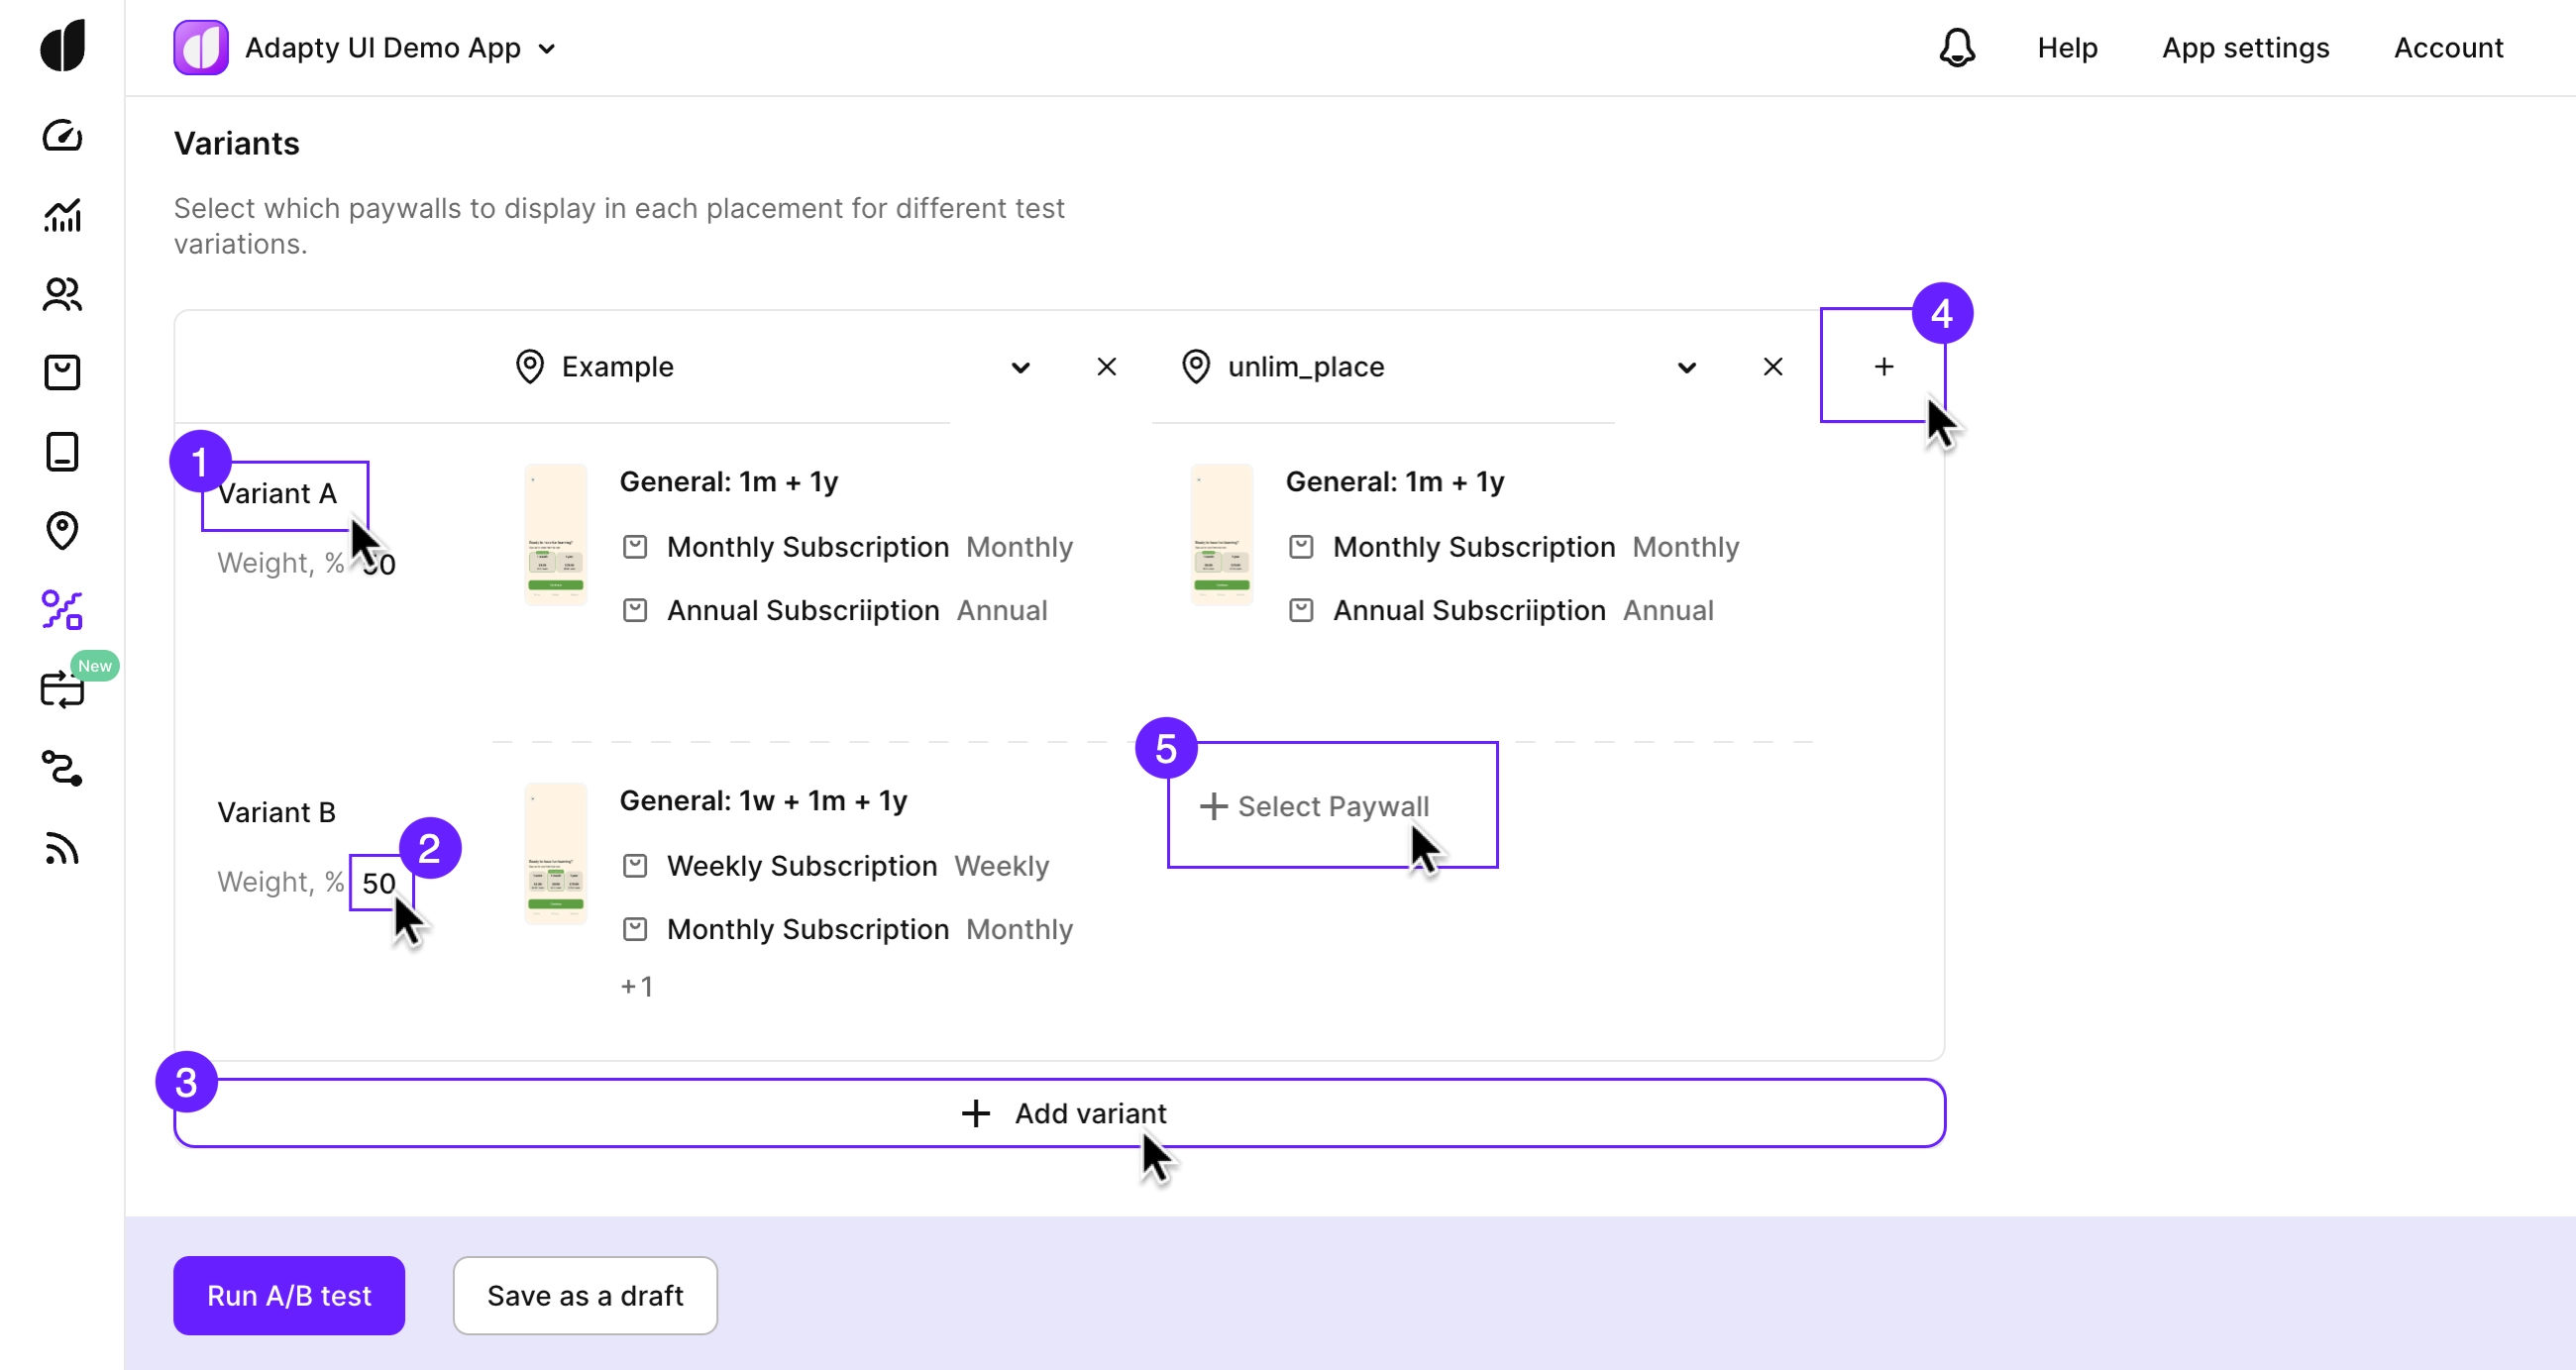 Adapty UI Demo App
Help
App settings
Account
Variants
Select which paywalls to display in each placement for different test
variations.
4
Example
unlim_place
1
Variant A
Weight, %
General: 1m + 1y
Monthly Subscription Monthly
Annual Subscriiption Annual
General: 1m + 1y
Monthly Subscription Monthly
Annual Subscriiption Annual
New
5
Variant B
2
Weight, % 50
General: 1w + 1m + 1y
Weekly Subscription Weekly
Monthly Subscription Monthly
+1
Select Paywall
3
Add variant
Run A/B test
Save as a draft